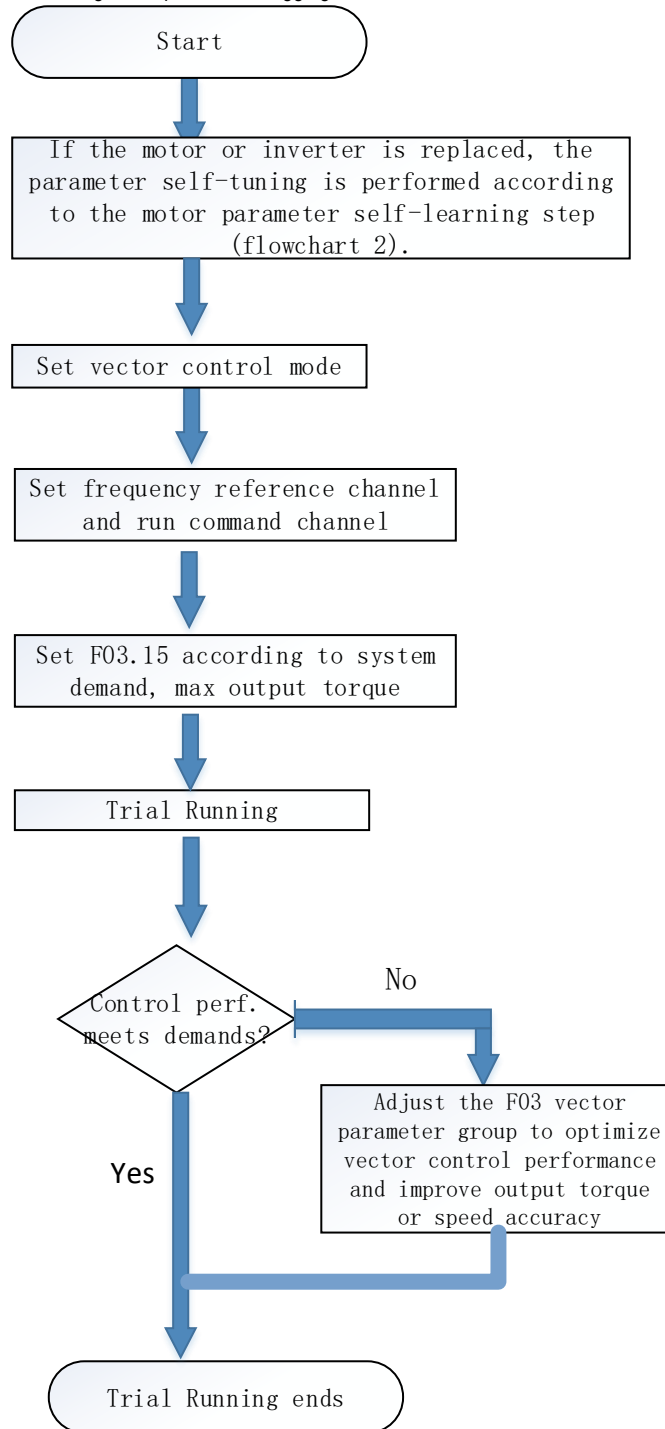 Start
If the motor or inverter is replaced, the
parameter self-tuning is performed according
to the motor parameter self-learning step
(flowchart 2).
Set vector control mode
Set frequency reference channel
and run command channel
Set F03.15 according to system
demand, max output torque
Trial Running
Control perf.
meets demands?
No
Adjust the F03 vector
parameter group to optimize
vector control performance
and improve output torque
or speed accuracy
Yes
Trial Running ends